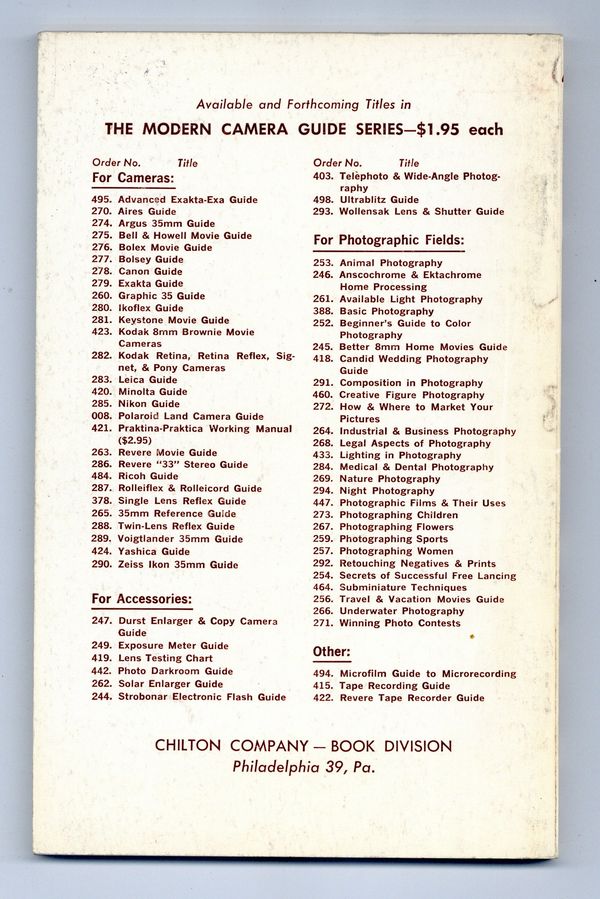 Available and Forthcoming Titles in
THE MODERN CAMERA GUIDE SERIES—$1.95 each
Order No. Title
For Cameras:
495. Advanced Exakta-Exa Guide
270. Aires Guide
274. Argus 35mm Guide
275. Bell & Howell Movie Guide
276. Bolex Movie Guide
277. Bolsey Guide
278. Canon Guide
279. Exakta Guide
260. Graphic 35 Guide
280. Ikoflex Guide
281. Keystone Movie Guide
423. Kodak 8mm Brownie Movie
Cameras
282. Kodak Retina, Retina Reflex, Sig-
net, & Pony Cameras
283. Leica Guide
420. Minolta Guide
285. Nikon Guide
008. Polaroid Land Camera Guide
421. Praktina-Praktica Working Manual
($2.95)
263. Revere Movie Guide
286. Revere "33" Stereo Guide
484. Ricoh Guide
287. Rolleiflex & Rolleicord Guide
378. Single Lens Reflex Guide
265. 35mm Reference Guide
288. Twin-Lens Reflex Guide
289. Voigtlander 35mm Guide
424. Yashica Guide
290. Zeiss Ikon 35mm Guide
For Accessories:
247. Durst Enlarger & Copy Camera
Guide
249. Exposure Meter Guide
419. Lens Testing Chart
442. Photo Darkroom Guide
262. Solar Enlarger Guide
244. Strobonar Electronic Flash Guide
Order No. Title
403. Telephoto & Wide-Angle Photog-
raphy
498. Ultrablitz Guide
293. Wollensak Lens & Shutter Guide
For Photographic Fields:
253. Animal Photography
246. Anscochrome & Ektachrome
Home Processing
261. Available Light Photography
388. Basic Photography
252. Beginner's Guide to Color
Photography
245. Better 8mm Home Movies Guide
418. Candid Wedding Photography
Guide
291. Composition in Photography
460. Creative Figure Photography
272. How & Where to Market Your
Pictures
264. Industrial & Business Photography
268. Legal Aspects of Photography
433. Lighting in Photography
284. Medical & Dental Photography
269. Nature Photography
294. Night Photography
447. Photographic Films & Their Uses
273. Photographing Children
267. Photographing Flowers
259. Photographing Sports
257. Photographing Women
292. Retouching Negatives & Prints
254. Secrets of Successful Free Lancing
464. Subminiature Techniques
256. Travel & Vacation Movies Guide
266. Underwater Photography
271. Winning Photo Contests
Other:
494. Microfilm Guide to Microrecording
415. Tape Recording Guide
422. Revere Tape Recorder Guide
CHILTON COMPANY — BOOK DIVISION
Philadelphia 39, Pa.